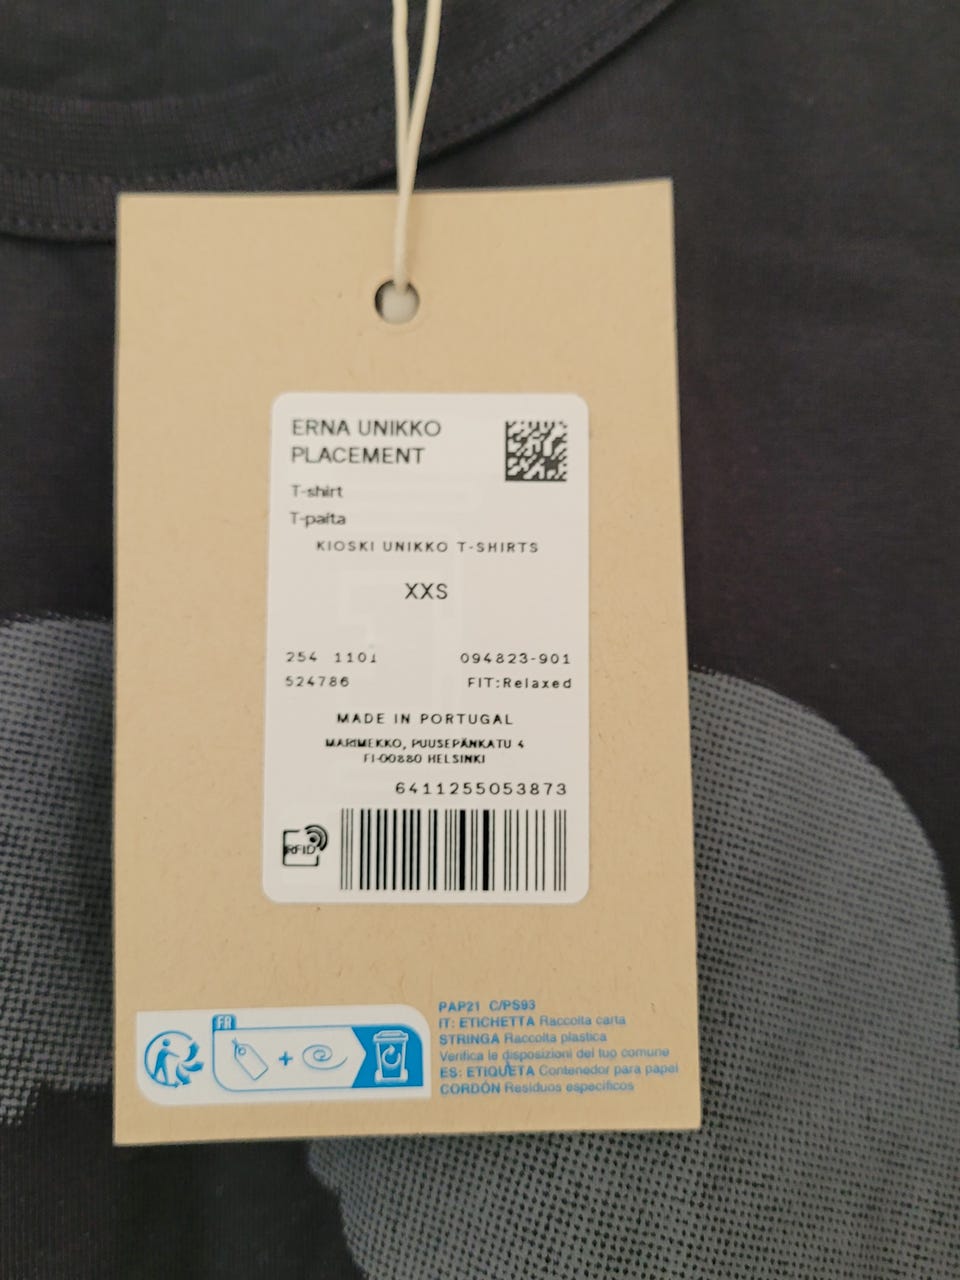 ERNA UNIKKO
PLACEMENT
T-shirt
T-paita
KIOSKI UNIKKO T-SHIRTS
XXS
254 1101 094823-901
524786 FIT:Relaxed
MADE IN PORTUGAL
MARIMEKKO, PUUSEPÄNKATU 4
FI-00880 HELSINKI
6411255053873
RFID
FR
PAP21 C/PS93
IT: ETICHETTA Raccolta carta
STRINGA Raccolta plastica
Verifica le disposizioni del tuo comune
ES: ETIQUETA Contenedor para papel
CORDÓN Residuos específicos